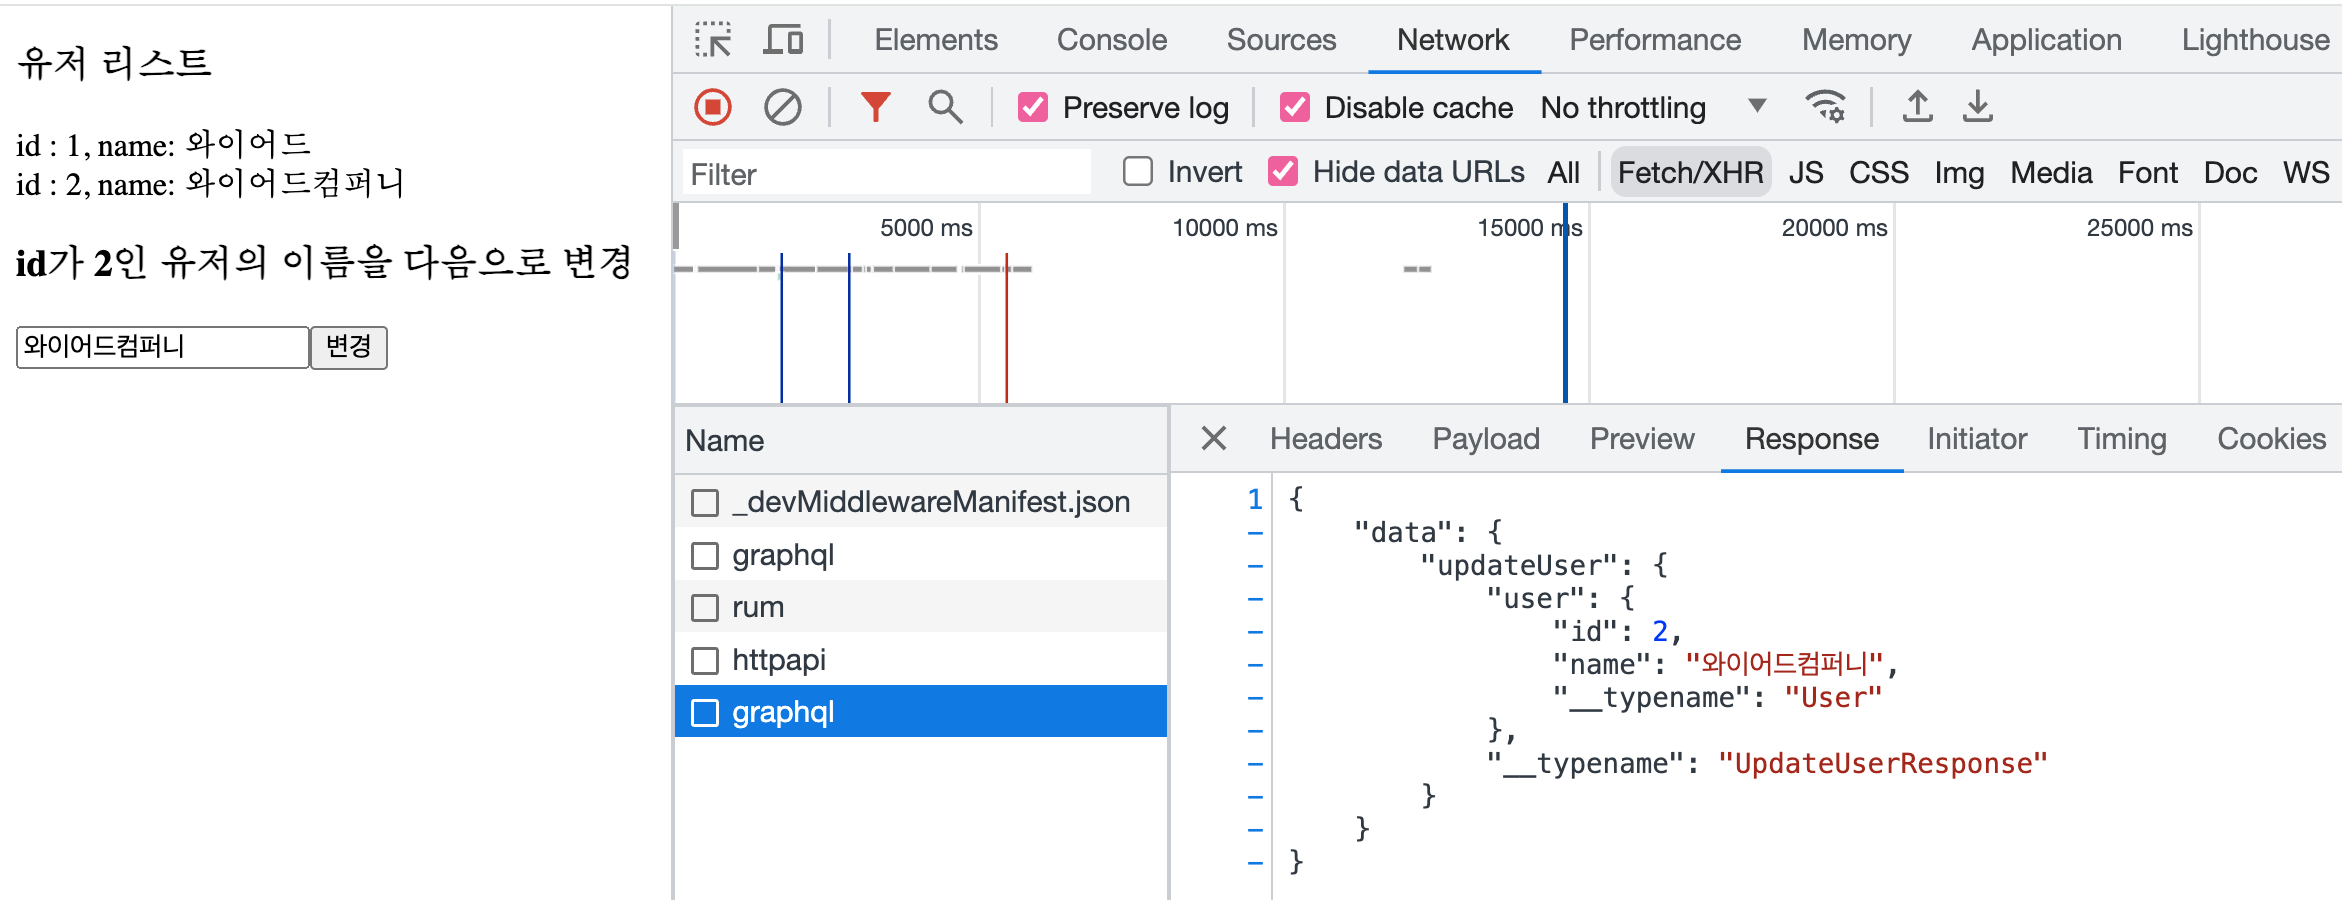 유저 리스트
id : 1, name: 와이어드
id : 2, name: 와이어드컴퍼니
id가 2인 유저의 이름을 다음으로 변경
와이어드컴퍼니 변경
Elements Console Sources Network Performance Memory Application Lighthouse
Preserve log Disable cache No throttling
Filter Invert Hide data URLs All Fetch/XHR JS CSS Img Media Font Doc WS
5000 ms 10000 ms 15000 ms 20000 ms 25000 ms
Name
_devMiddlewareManifest.json
graphql
rum
httpapi
graphql
Headers Payload Preview Response Initiator Timing Cookies
1 {
– "data": {
– "updateUser": {
– "user": {
– "id": 2,
– "name": "와이어드컴퍼니",
– "__typename": "User"
– },
– "__typename": "UpdateUserResponse"
– }
– }
– }